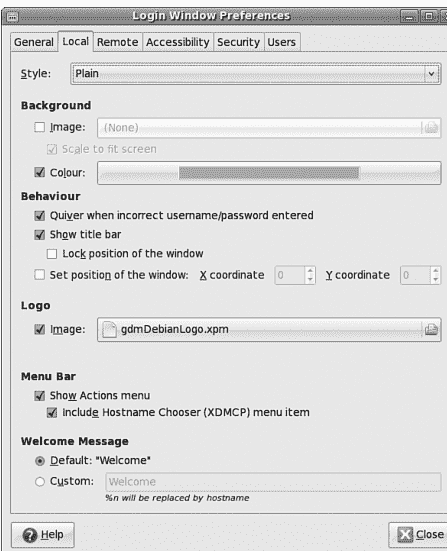 Login Window Preferences
General Local Remote Accessibility Security Users
Style: Plain
Background
Image: (None)
Scale to fit screen
Colour:
Behaviour
Quiver when incorrect username/password entered
Show title bar
Lock position of the window
Set position of the window: X coordinate 0 Y coordinate 0
Logo
Image: gdmDebianLogo.xpm
Menu Bar
Show Actions menu
Include Hostname Chooser (XDMCP) menu item
Welcome Message
Default: "Welcome"
Custom: Welcome
%n will be replaced by hostname
Help Close